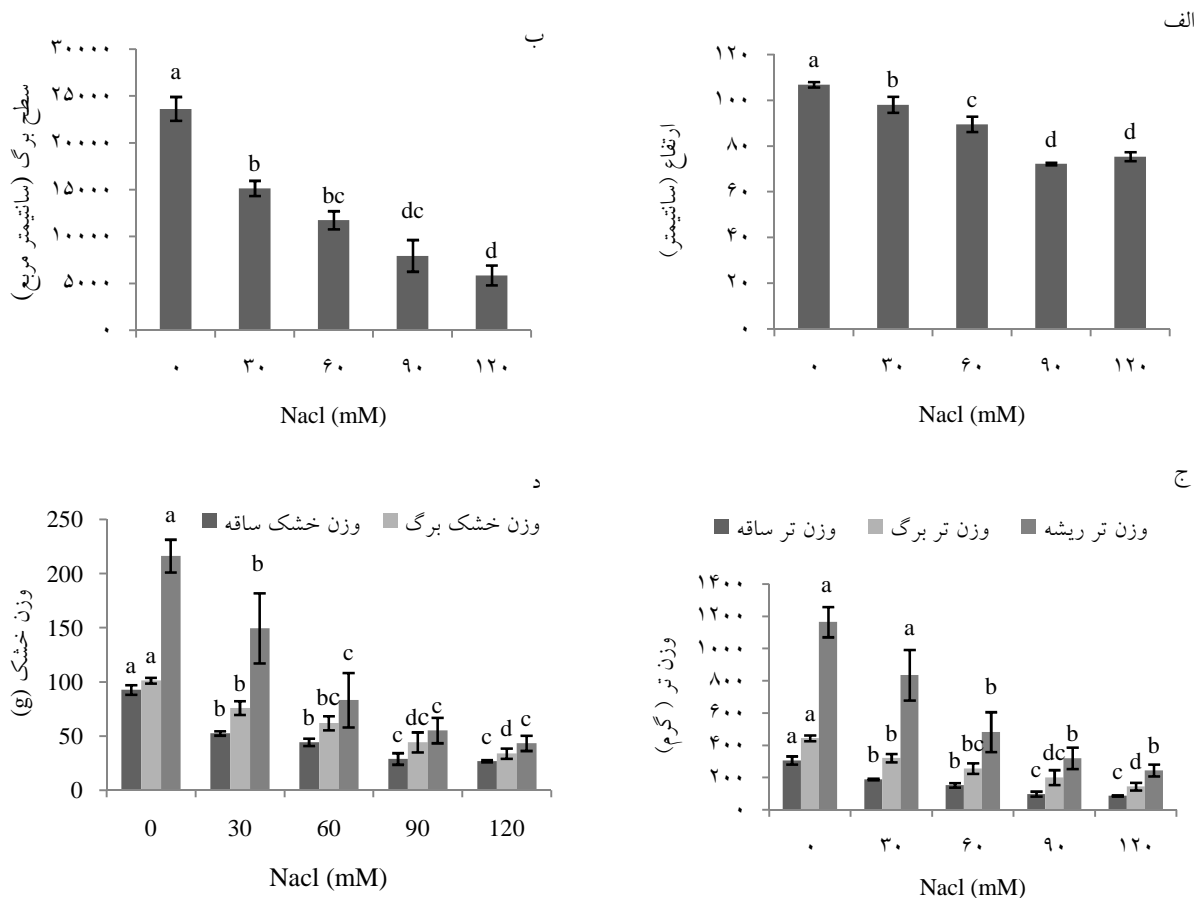 الف
ارتفاع (سانتیمتر)
۱۲۰
۱۰۰
۸۰
۶۰
۴۰
۲۰
۰
a
b
c
d
d
۰ ۳۰ ۶۰ ۹۰ ۱۲۰
Nacl (mM)
ب
سطح برگ (سانتیمتر مربع)
۳۰۰۰۰
۲۵۰۰۰
۲۰۰۰۰
۱۵۰۰۰
۱۰۰۰۰
۵۰۰۰
۰
a
b
bc
dc
d
۰ ۳۰ ۶۰ ۹۰ ۱۲۰
Nacl (mM)
ج
وزن تر ساقه وزن تر برگ وزن تر ریشه
وزن تر ( گرم)
۱۴۰۰
۱۲۰۰
۱۰۰۰
۸۰۰
۶۰۰
۴۰۰
۲۰۰
۰
a a a
b b a
b bc b
c dc b
c d b
۰ ۳۰ ۶۰ ۹۰ ۱۲۰
Nacl (mM)
د
وزن خشک ساقه وزن خشک برگ
وزن خشک (g)
250
200
150
100
50
0
a a a
b b b
b bc c
c dc c
c d c
0 30 60 90 120
Nacl (mM)